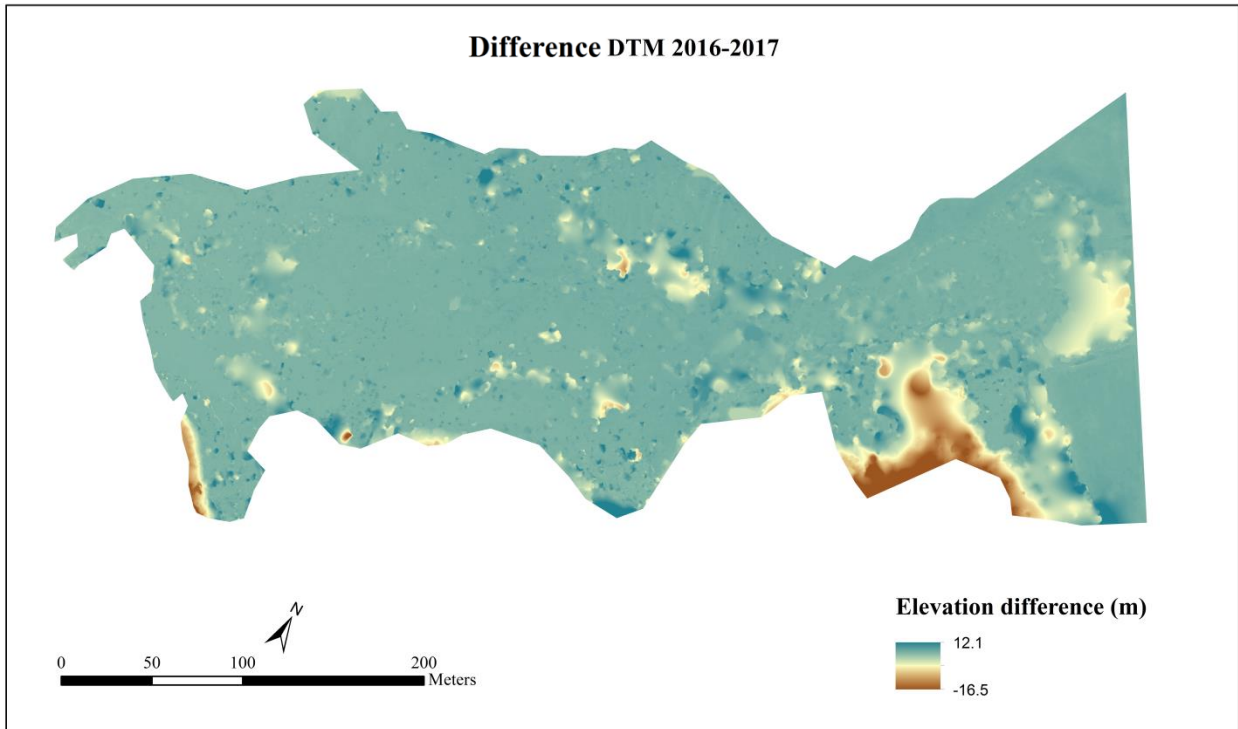 Difference DTM 2016-2017
N
0 50 100 200
Meters
Elevation difference (m)
12.1
-16.5